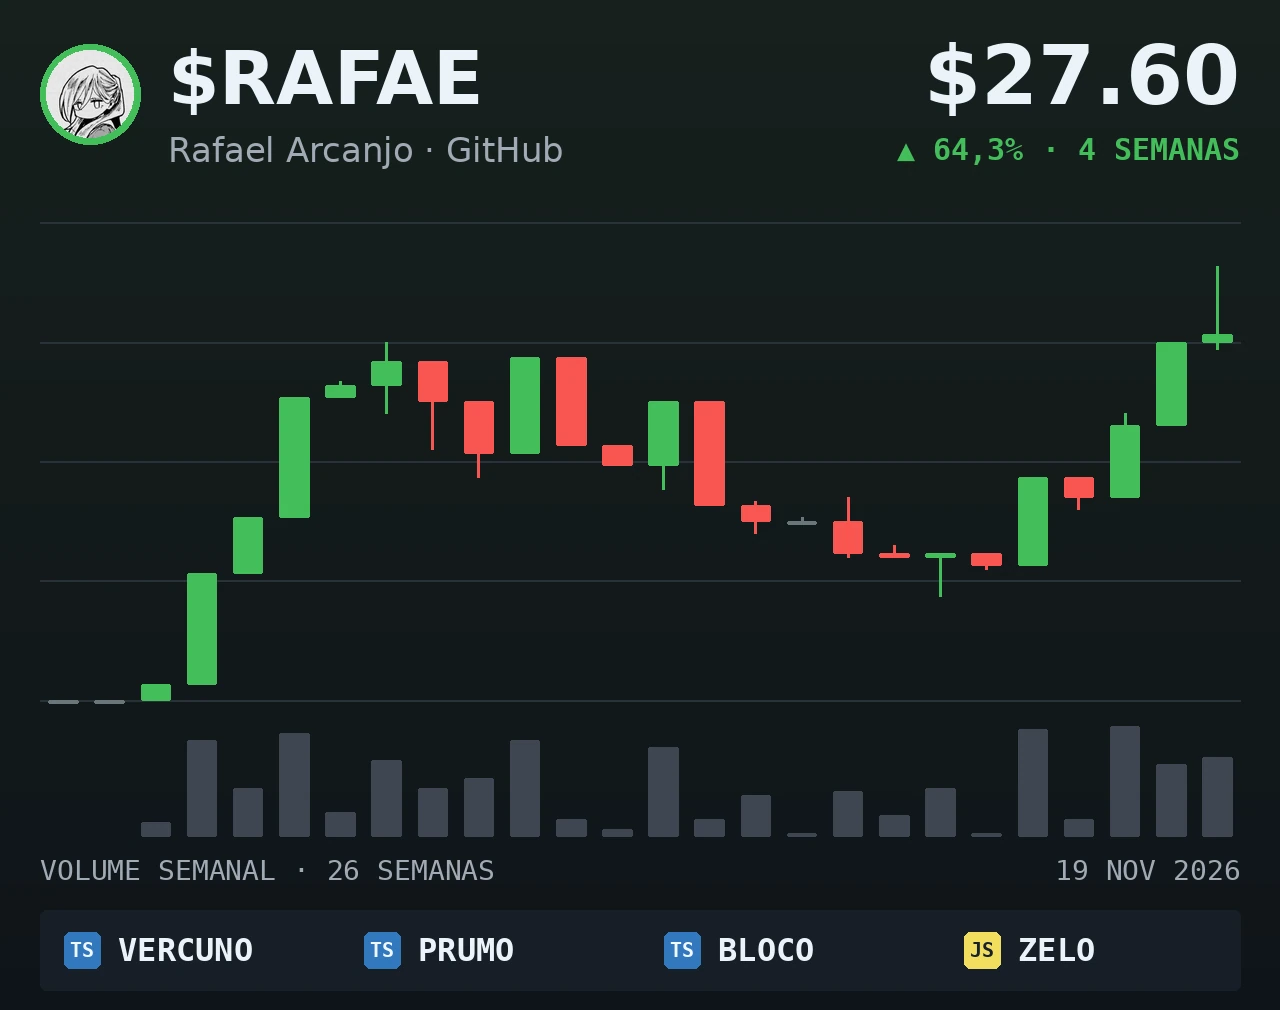 $RAFAE
$27.60
Rafael Arcanjo · GitHub
▲ 64,3% · 4 SEMANAS
VOLUME SEMANAL · 26 SEMANAS
19 NOV 2026
TS VERCUNO
TS PRUMO
TS BLOCO
JS ZELO